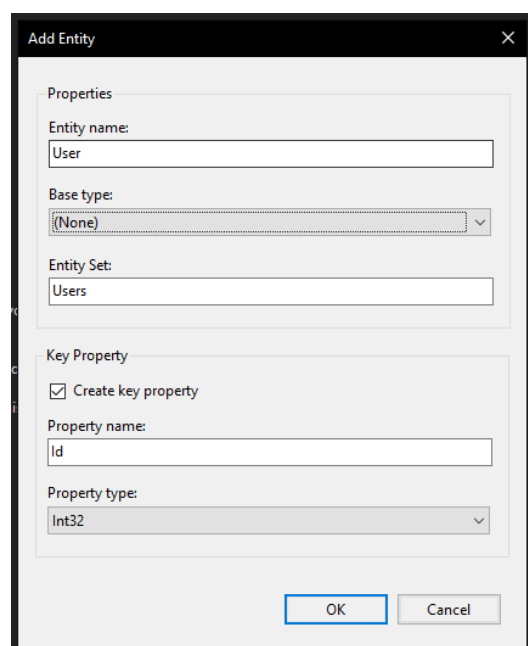 Add Entity
Properties
Entity name:
User
Base type:
(None)
Entity Set:
Users
Key Property
Create key property
Property name:
Id
Property type:
Int32
OK Cancel